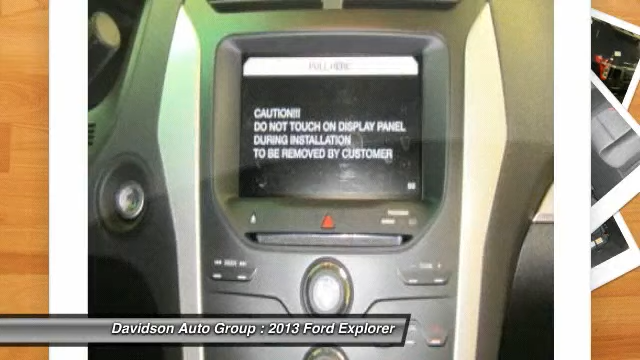 PULL HERE
CAUTION!!!
DO NOT TOUCH ON DISPLAY PANEL
DURING INSTALLATION
TO BE REMOVED BY CUSTOMER
Davidson Auto Group : 2013 Ford Explorer